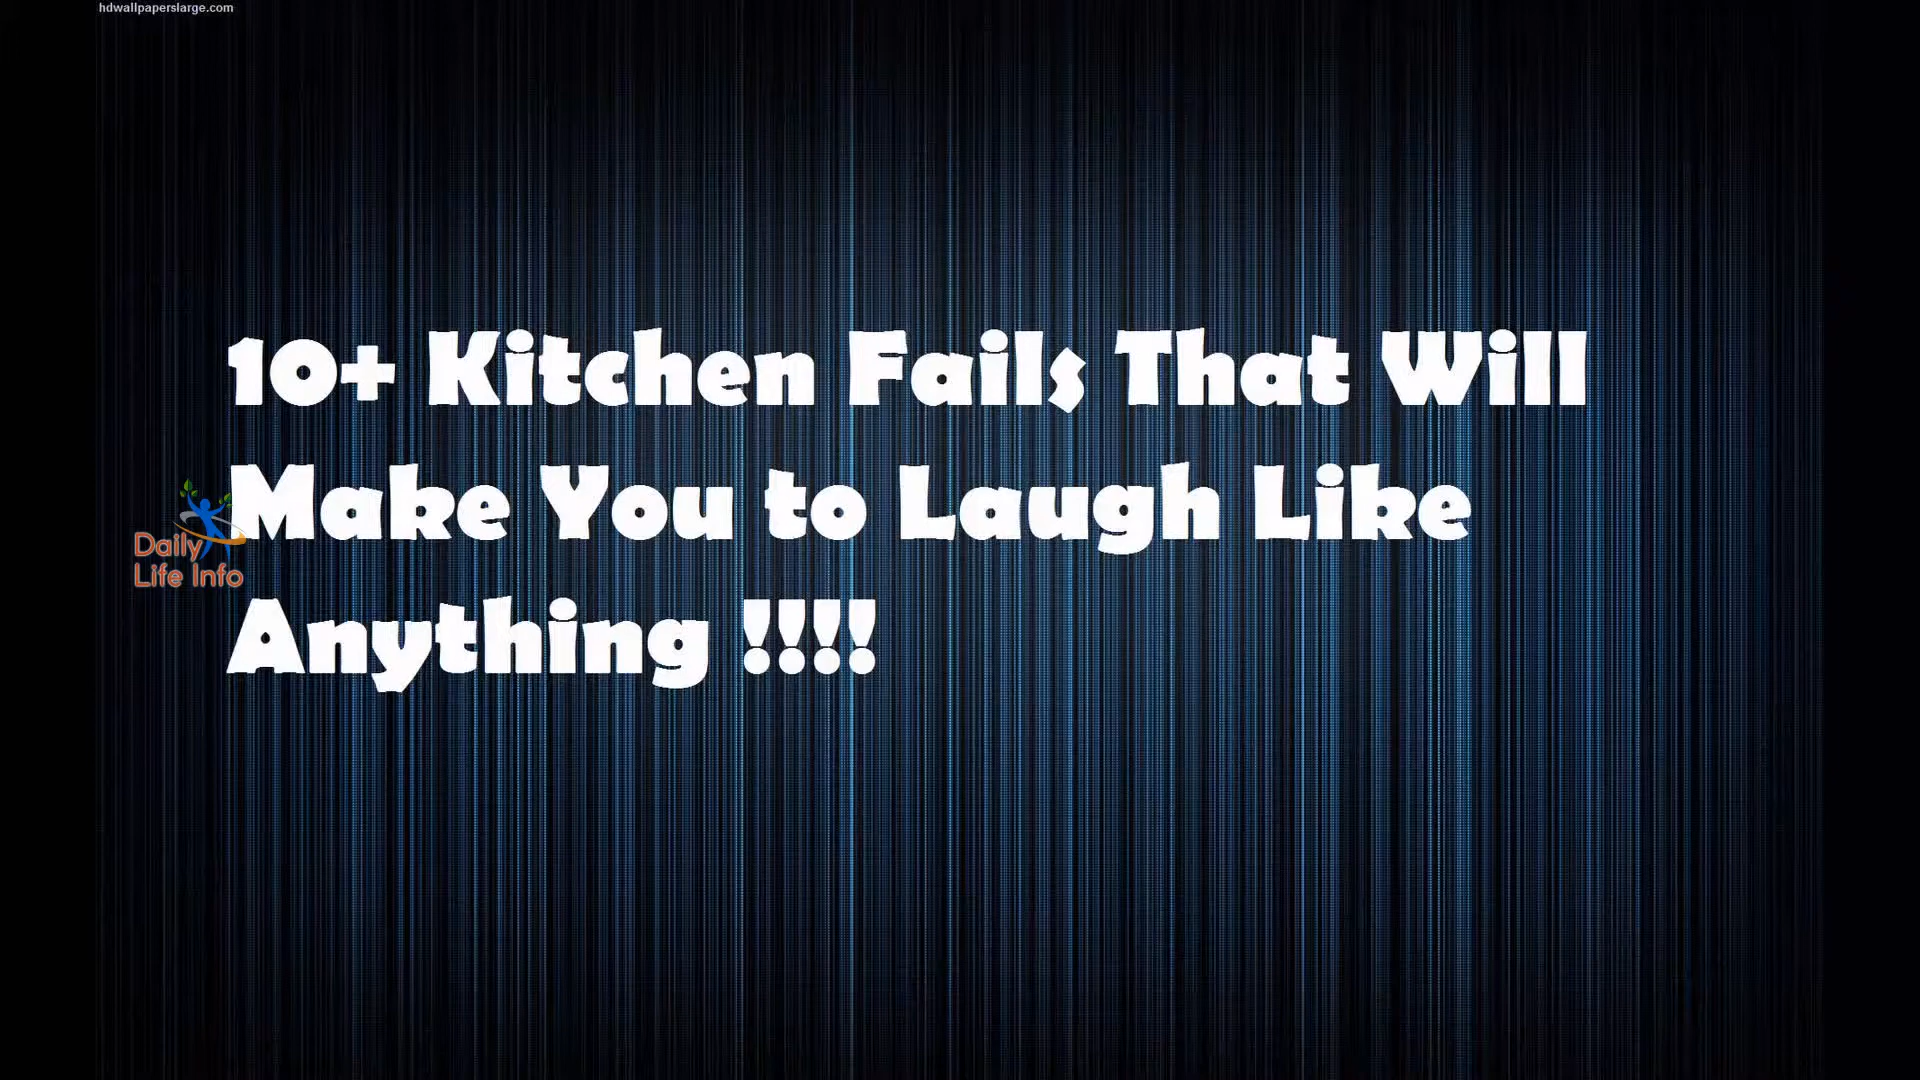 hdwallpaperslarge.com
10+ Kitchen Fails That Will
Make You to Laugh Like
Anything !!!!
Daily
Life Info